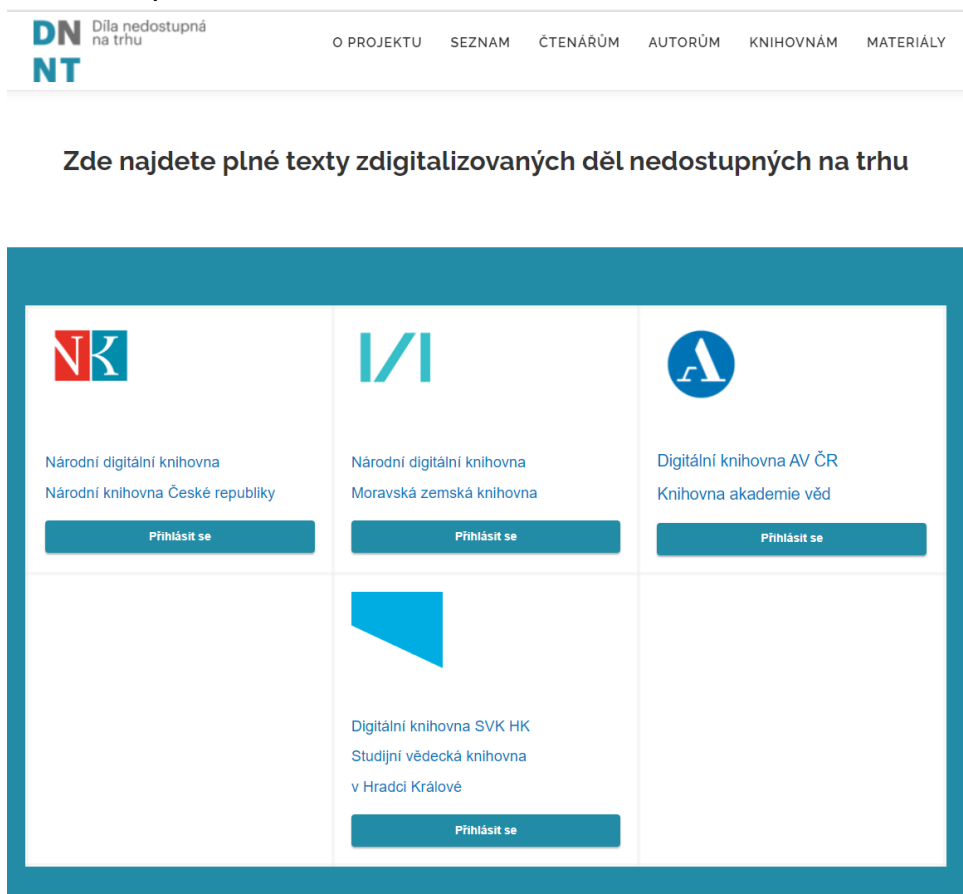 DN Díla nedostupná
NT na trhu
O PROJEKTU SEZNAM ČTENÁŘŮM AUTORŮM KNIHOVNÁM MATERIÁLY
Zde najdete plné texty zdigitalizovaných děl nedostupných na trhu
NK
Národní digitální knihovna
Národní knihovna České republiky
Přihlásit se
Národní digitální knihovna
Moravská zemská knihovna
Přihlásit se
A
Digitální knihovna AV ČR
Knihovna akademie věd
Přihlásit se
Digitální knihovna SVK HK
Studijní vědecká knihovna
v Hradci Králové
Přihlásit se